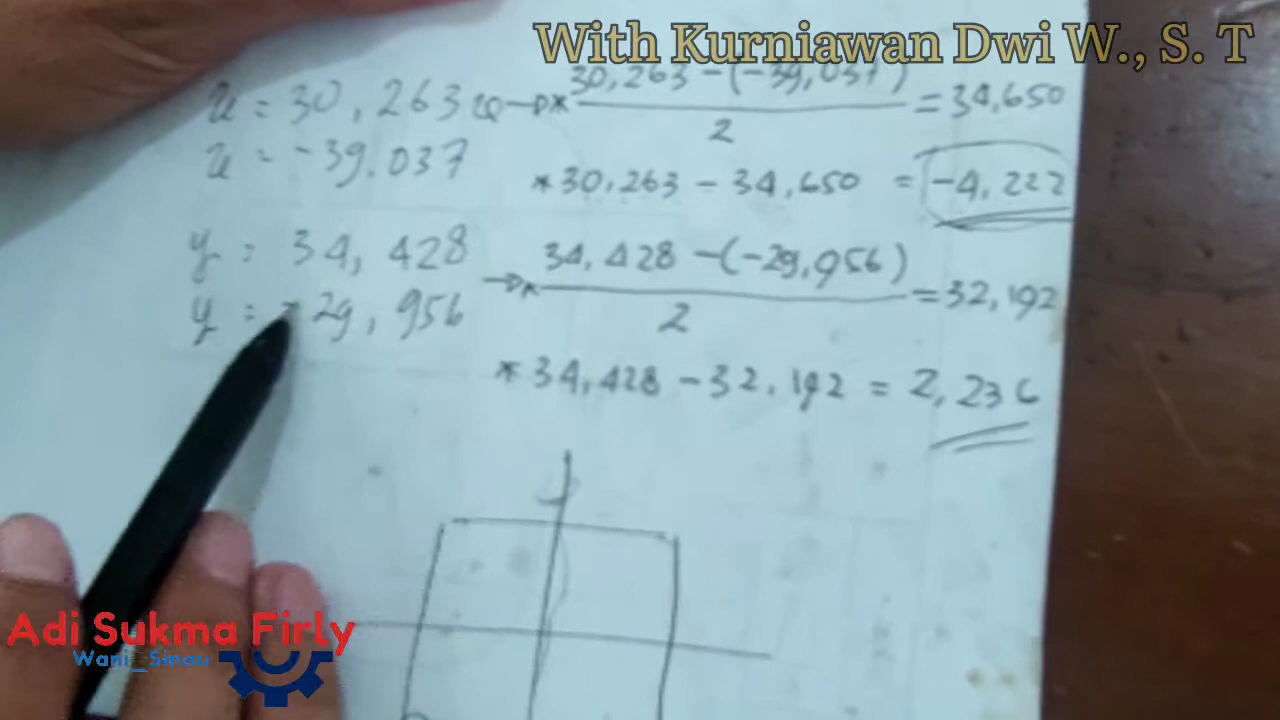 With Kurniawan Dwi W., S. T
x = 30,263 → * 30,263 - (-39,037) / 2 = 34,650
x = -39.037
* 30,263 - 34,650 = -4,222
y = 34,428
→ * 34,428 - (-29,956) / 2 = 32,192
y = -29,956
* 34,428 - 32,192 = 2,236
Adi Sukma Firly
Wani_Sinau